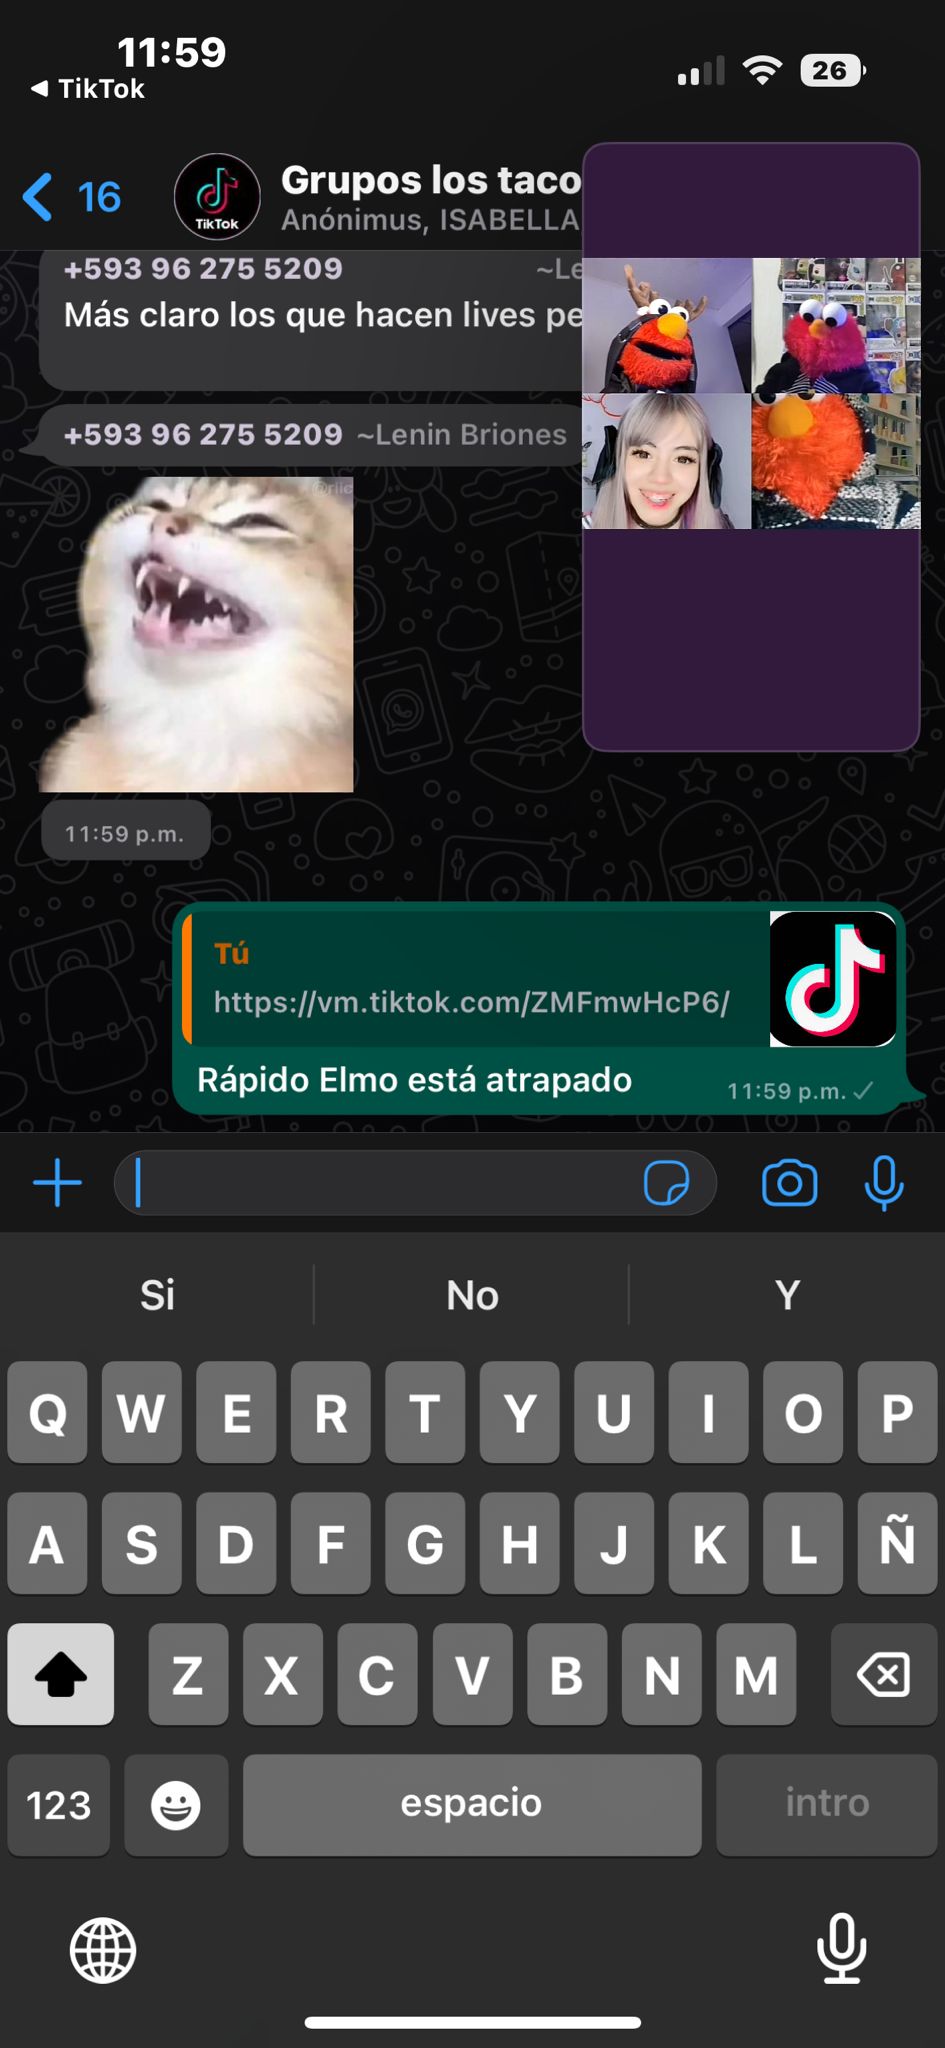 11:59
TikTok
26
16
TikTok
Grupos los taco
Anónimus, ISABELLA,
+593 96 275 5209
~Le
Más claro los que hacen lives pe
+593 96 275 5209 ~Lenin Briones
11:59 p.m.
Tú
https://vm.tiktok.com/ZMFmwHcP6/
Rápido Elmo está atrapado
11:59 p.m.
Si No Y
Q W E R T Y U I O P
A S D F G H J K L Ñ
Z X C V B N M
123 espacio intro